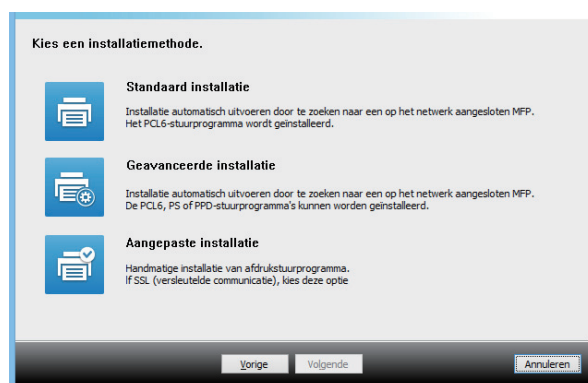 Kies een installatiemethode.
Standaard installatie
Installatie automatisch uitvoeren door te zoeken naar een op het netwerk aangesloten MFP.
Het PCL6-stuurprogramma wordt geïnstalleerd.
Geavanceerde installatie
Installatie automatisch uitvoeren door te zoeken naar een op het netwerk aangesloten MFP.
De PCL6, PS of PPD-stuurprogramma's kunnen worden geïnstalleerd.
Aangepaste installatie
Handmatige installatie van afdrukstuurprogramma.
If SSL (versleutelde communicatie), kies deze optie
Vorige Volgende Annuleren